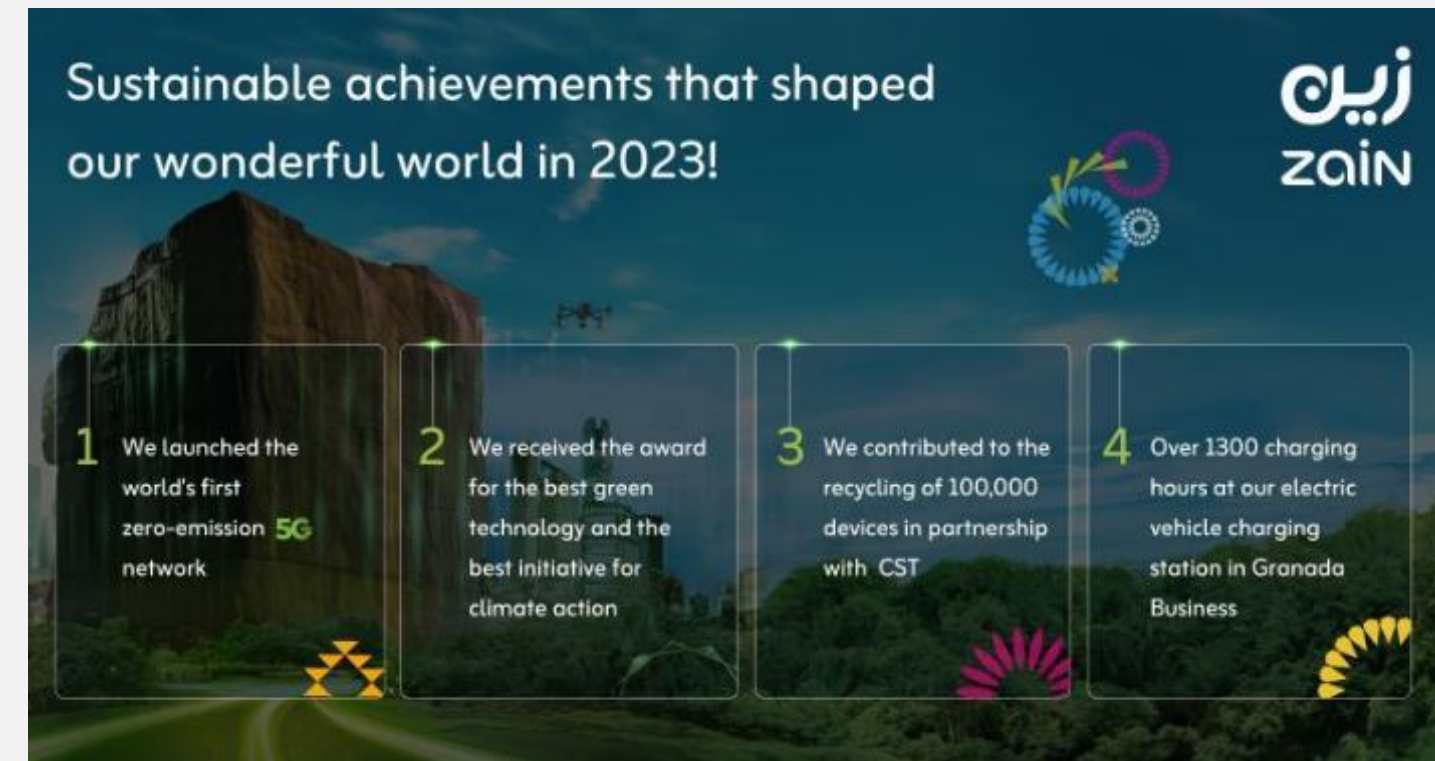 Sustainable achievements that shaped
our wonderful world in 2023!
زين
zain
1
We launched the
world's first
zero-emission 5G
network
2
We received the award
for the best green
technology and the
best initiative for
climate action
3
We contributed to the
recycling of 100,000
devices in partnership
with CST
4
Over 1300 charging
hours at our electric
vehicle charging
station in Granada
Business